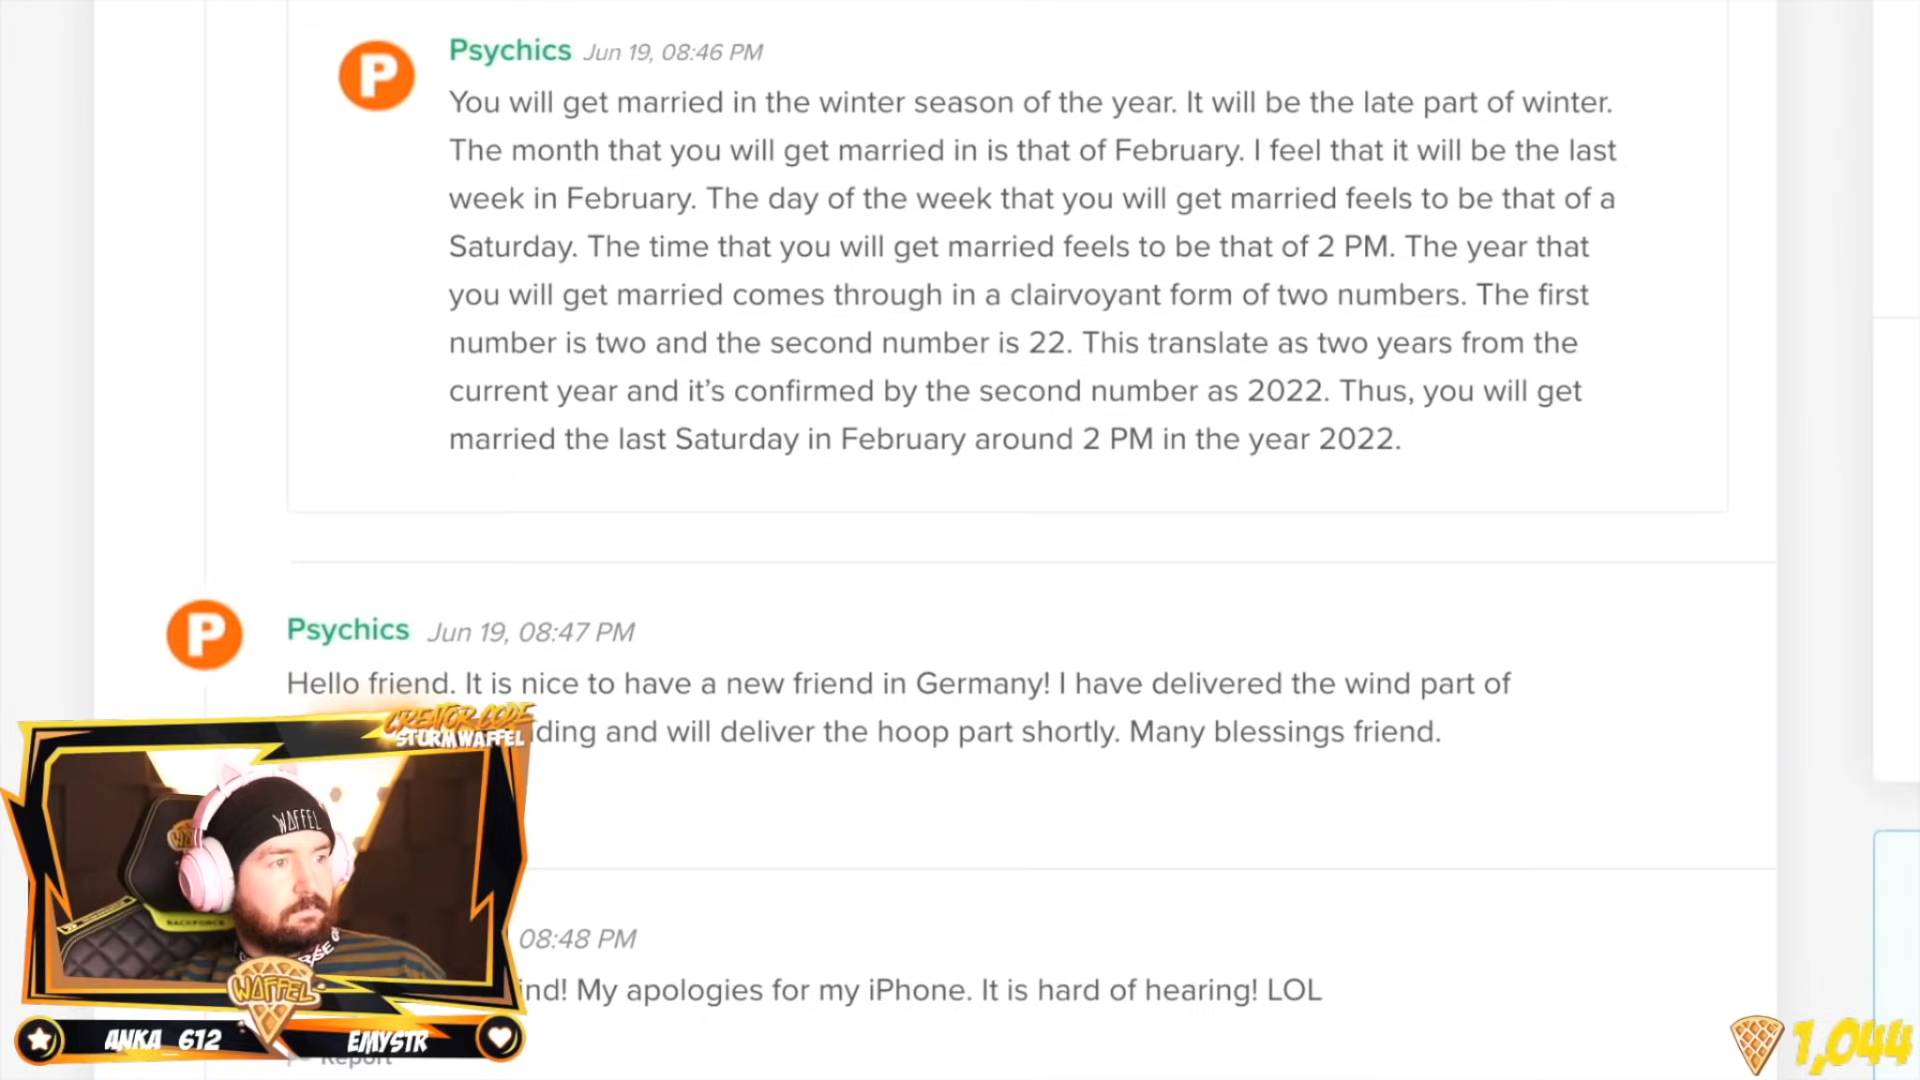 Psychics Jun 19, 08:46 PM
P
You will get married in the winter season of the year. It will be the late part of winter.
The month that you will get married in is that of February. I feel that it will be the last
week in February. The day of the week that you will get married feels to be that of a
Saturday. The time that you will get married feels to be that of 2 PM. The year that
you will get married comes through in a clairvoyant form of two numbers. The first
number is two and the second number is 22. This translate as two years from the
current year and it's confirmed by the second number as 2022. Thus, you will get
married the last Saturday in February around 2 PM in the year 2022.
P
Psychics Jun 19, 08:47 PM
Hello friend. It is nice to have a new friend in Germany! I have delivered the wind part of
ding and will deliver the hoop part shortly. Many blessings friend.
CREATOR CODE
STURMWAFFEL
WAFFEL
BACKFORCE
08:48 PM
ind! My apologies for my iPhone. It is hard of hearing! LOL
WAFFEL
ANKA_612
EMYSTR
Report
1,044